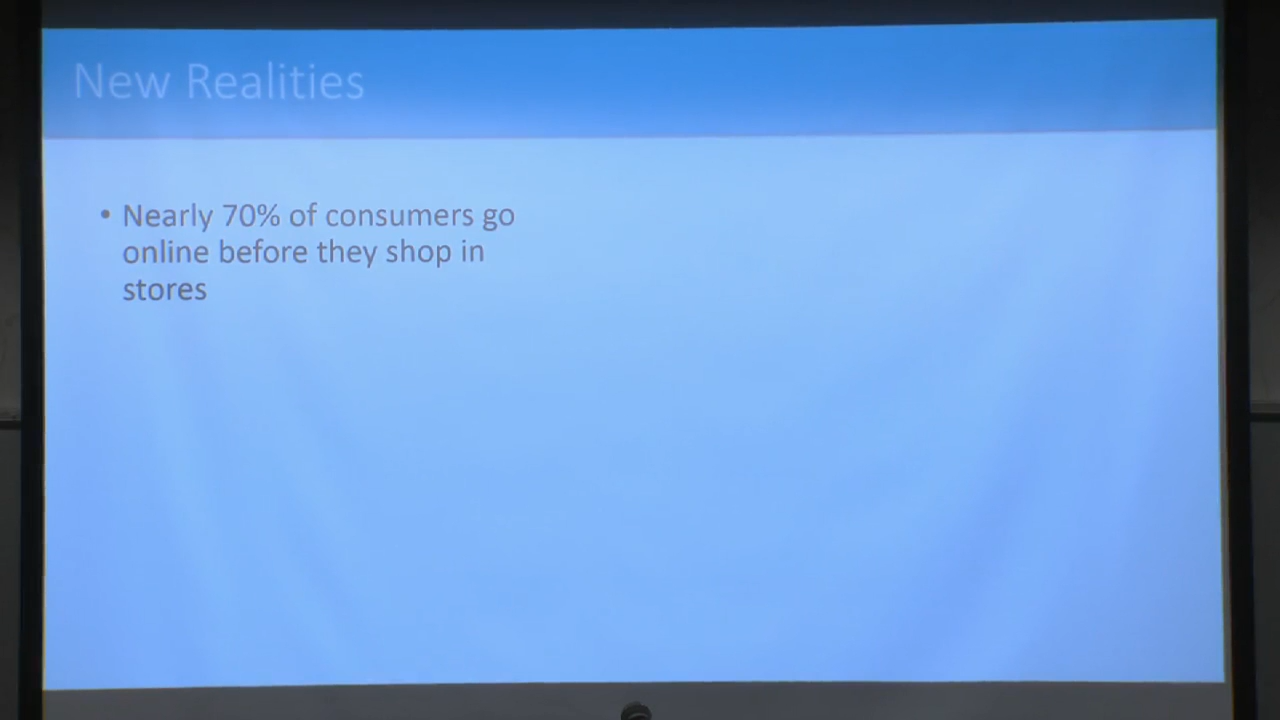 New Realities
• Nearly 70% of consumers go
online before they shop in
stores